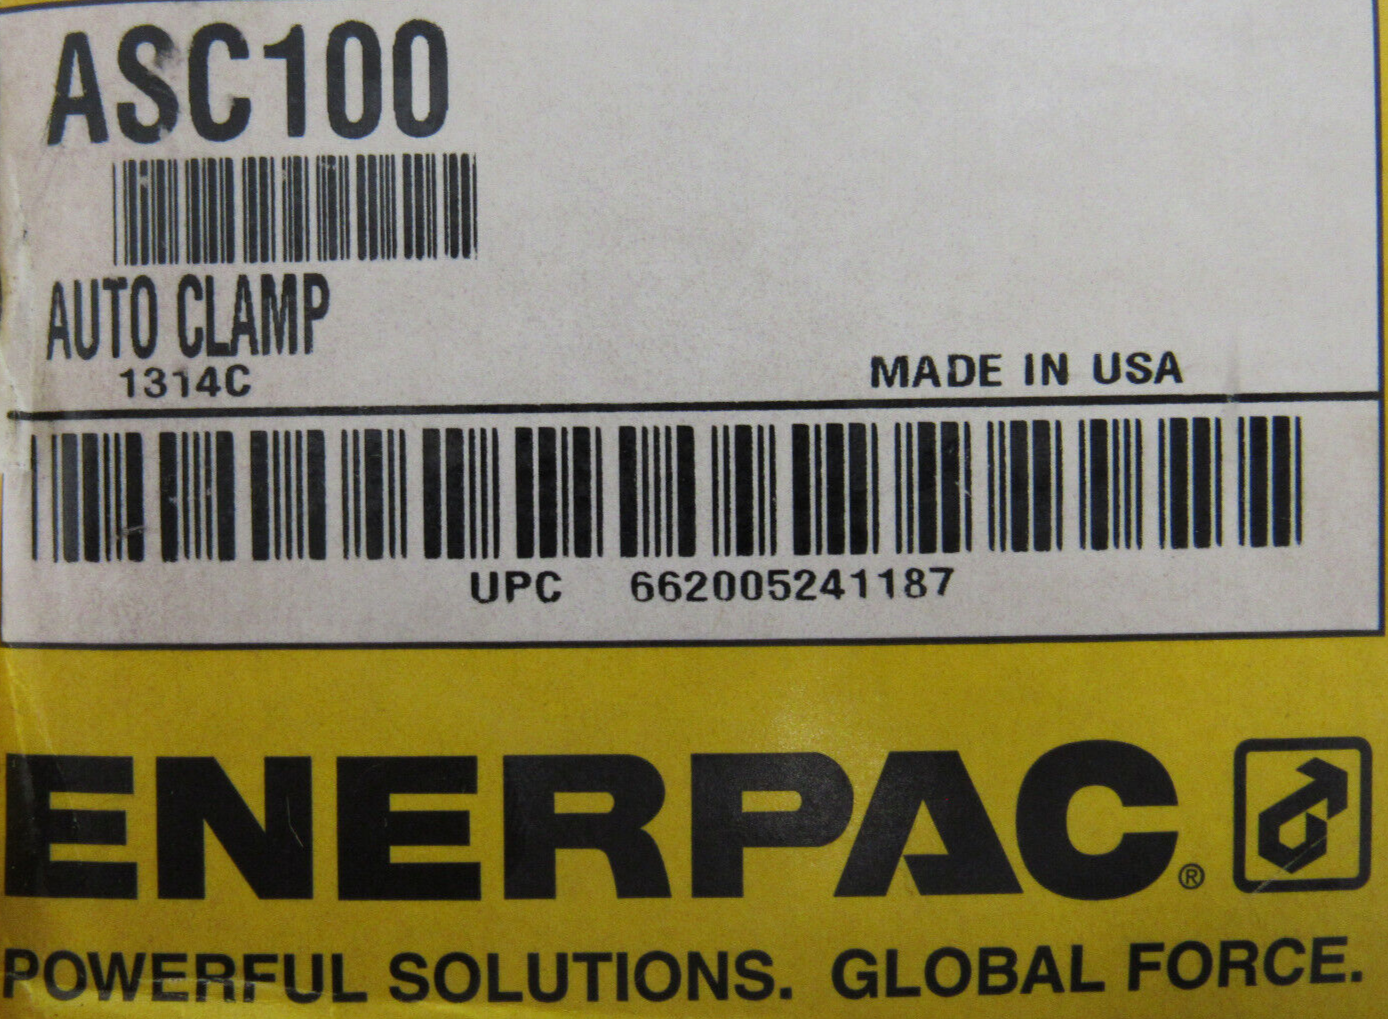 ASC100
AUTO CLAMP
1314C
MADE IN USA
UPC 662005241187
ENERPAC®
POWERFUL SOLUTIONS. GLOBAL FORCE.